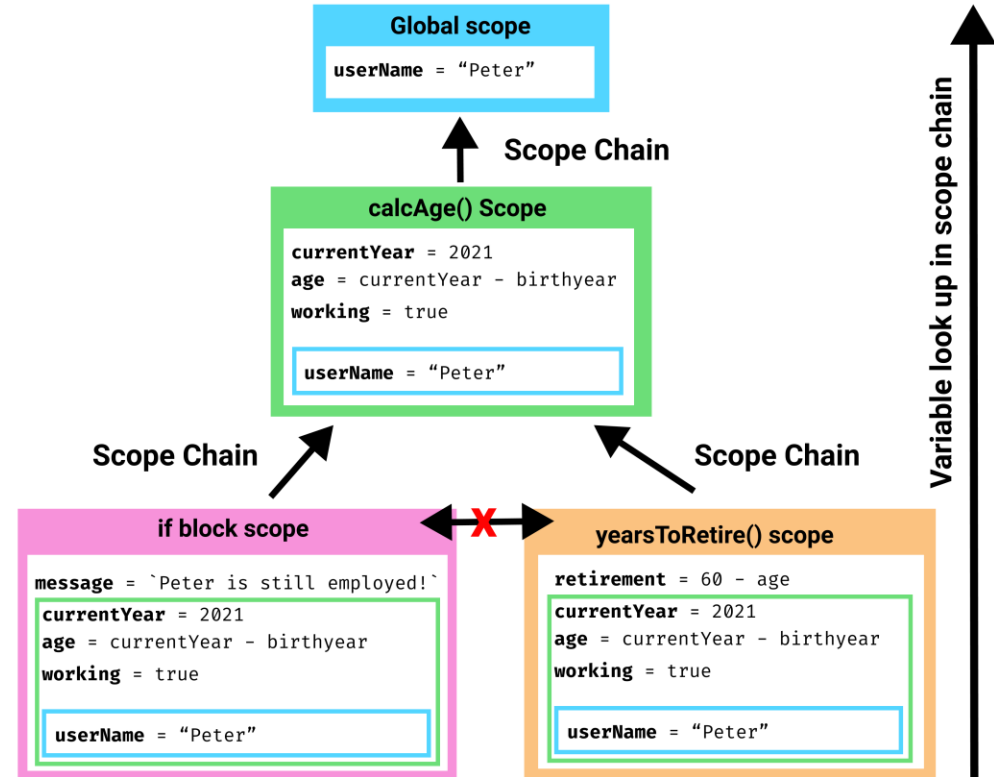 Global scope
userName = “Peter”
Scope Chain
calcAge() Scope
currentYear = 2021
age = currentYear - birthyear
working = true
userName = “Peter”
Scope Chain
Scope Chain
Variable look up in scope chain
if block scope
X
message = `Peter is still employed!`
currentYear = 2021
age = currentYear - birthyear
working = true
userName = “Peter”
yearsToRetire() scope
retirement = 60 - age
currentYear = 2021
age = currentYear - birthyear
working = true
userName = “Peter”